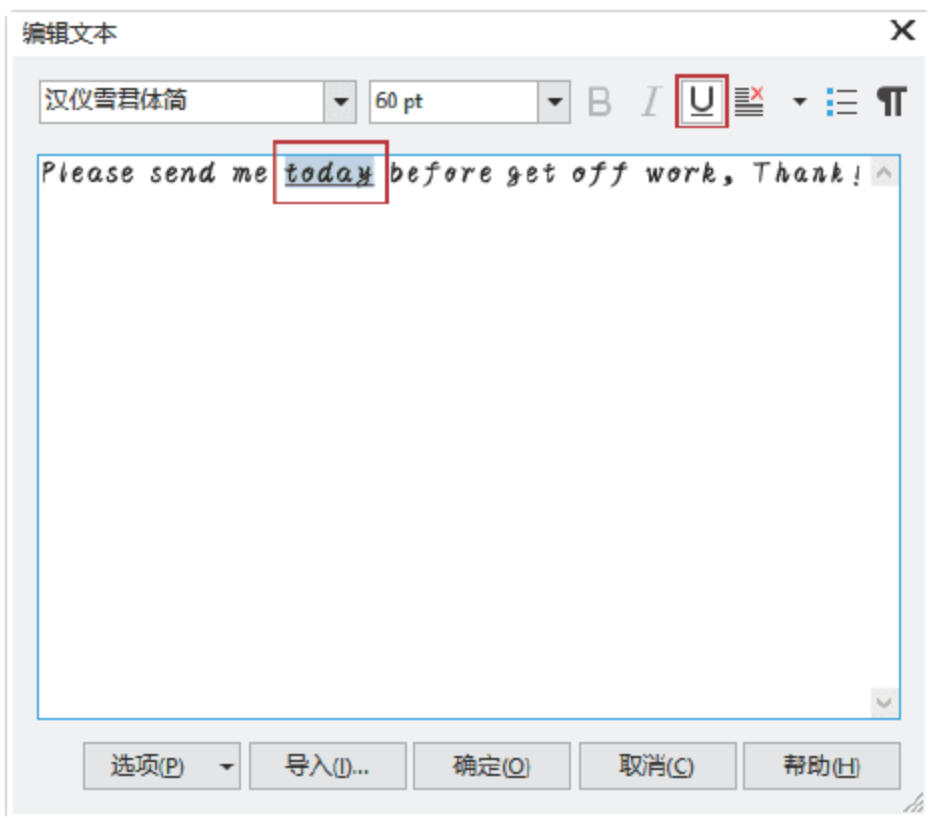 编辑文本
汉仪雪君体简 60 pt B I U
Please send me today before get off work, Thank!
选项(P) 导入(I)... 确定(O) 取消(C) 帮助(H)